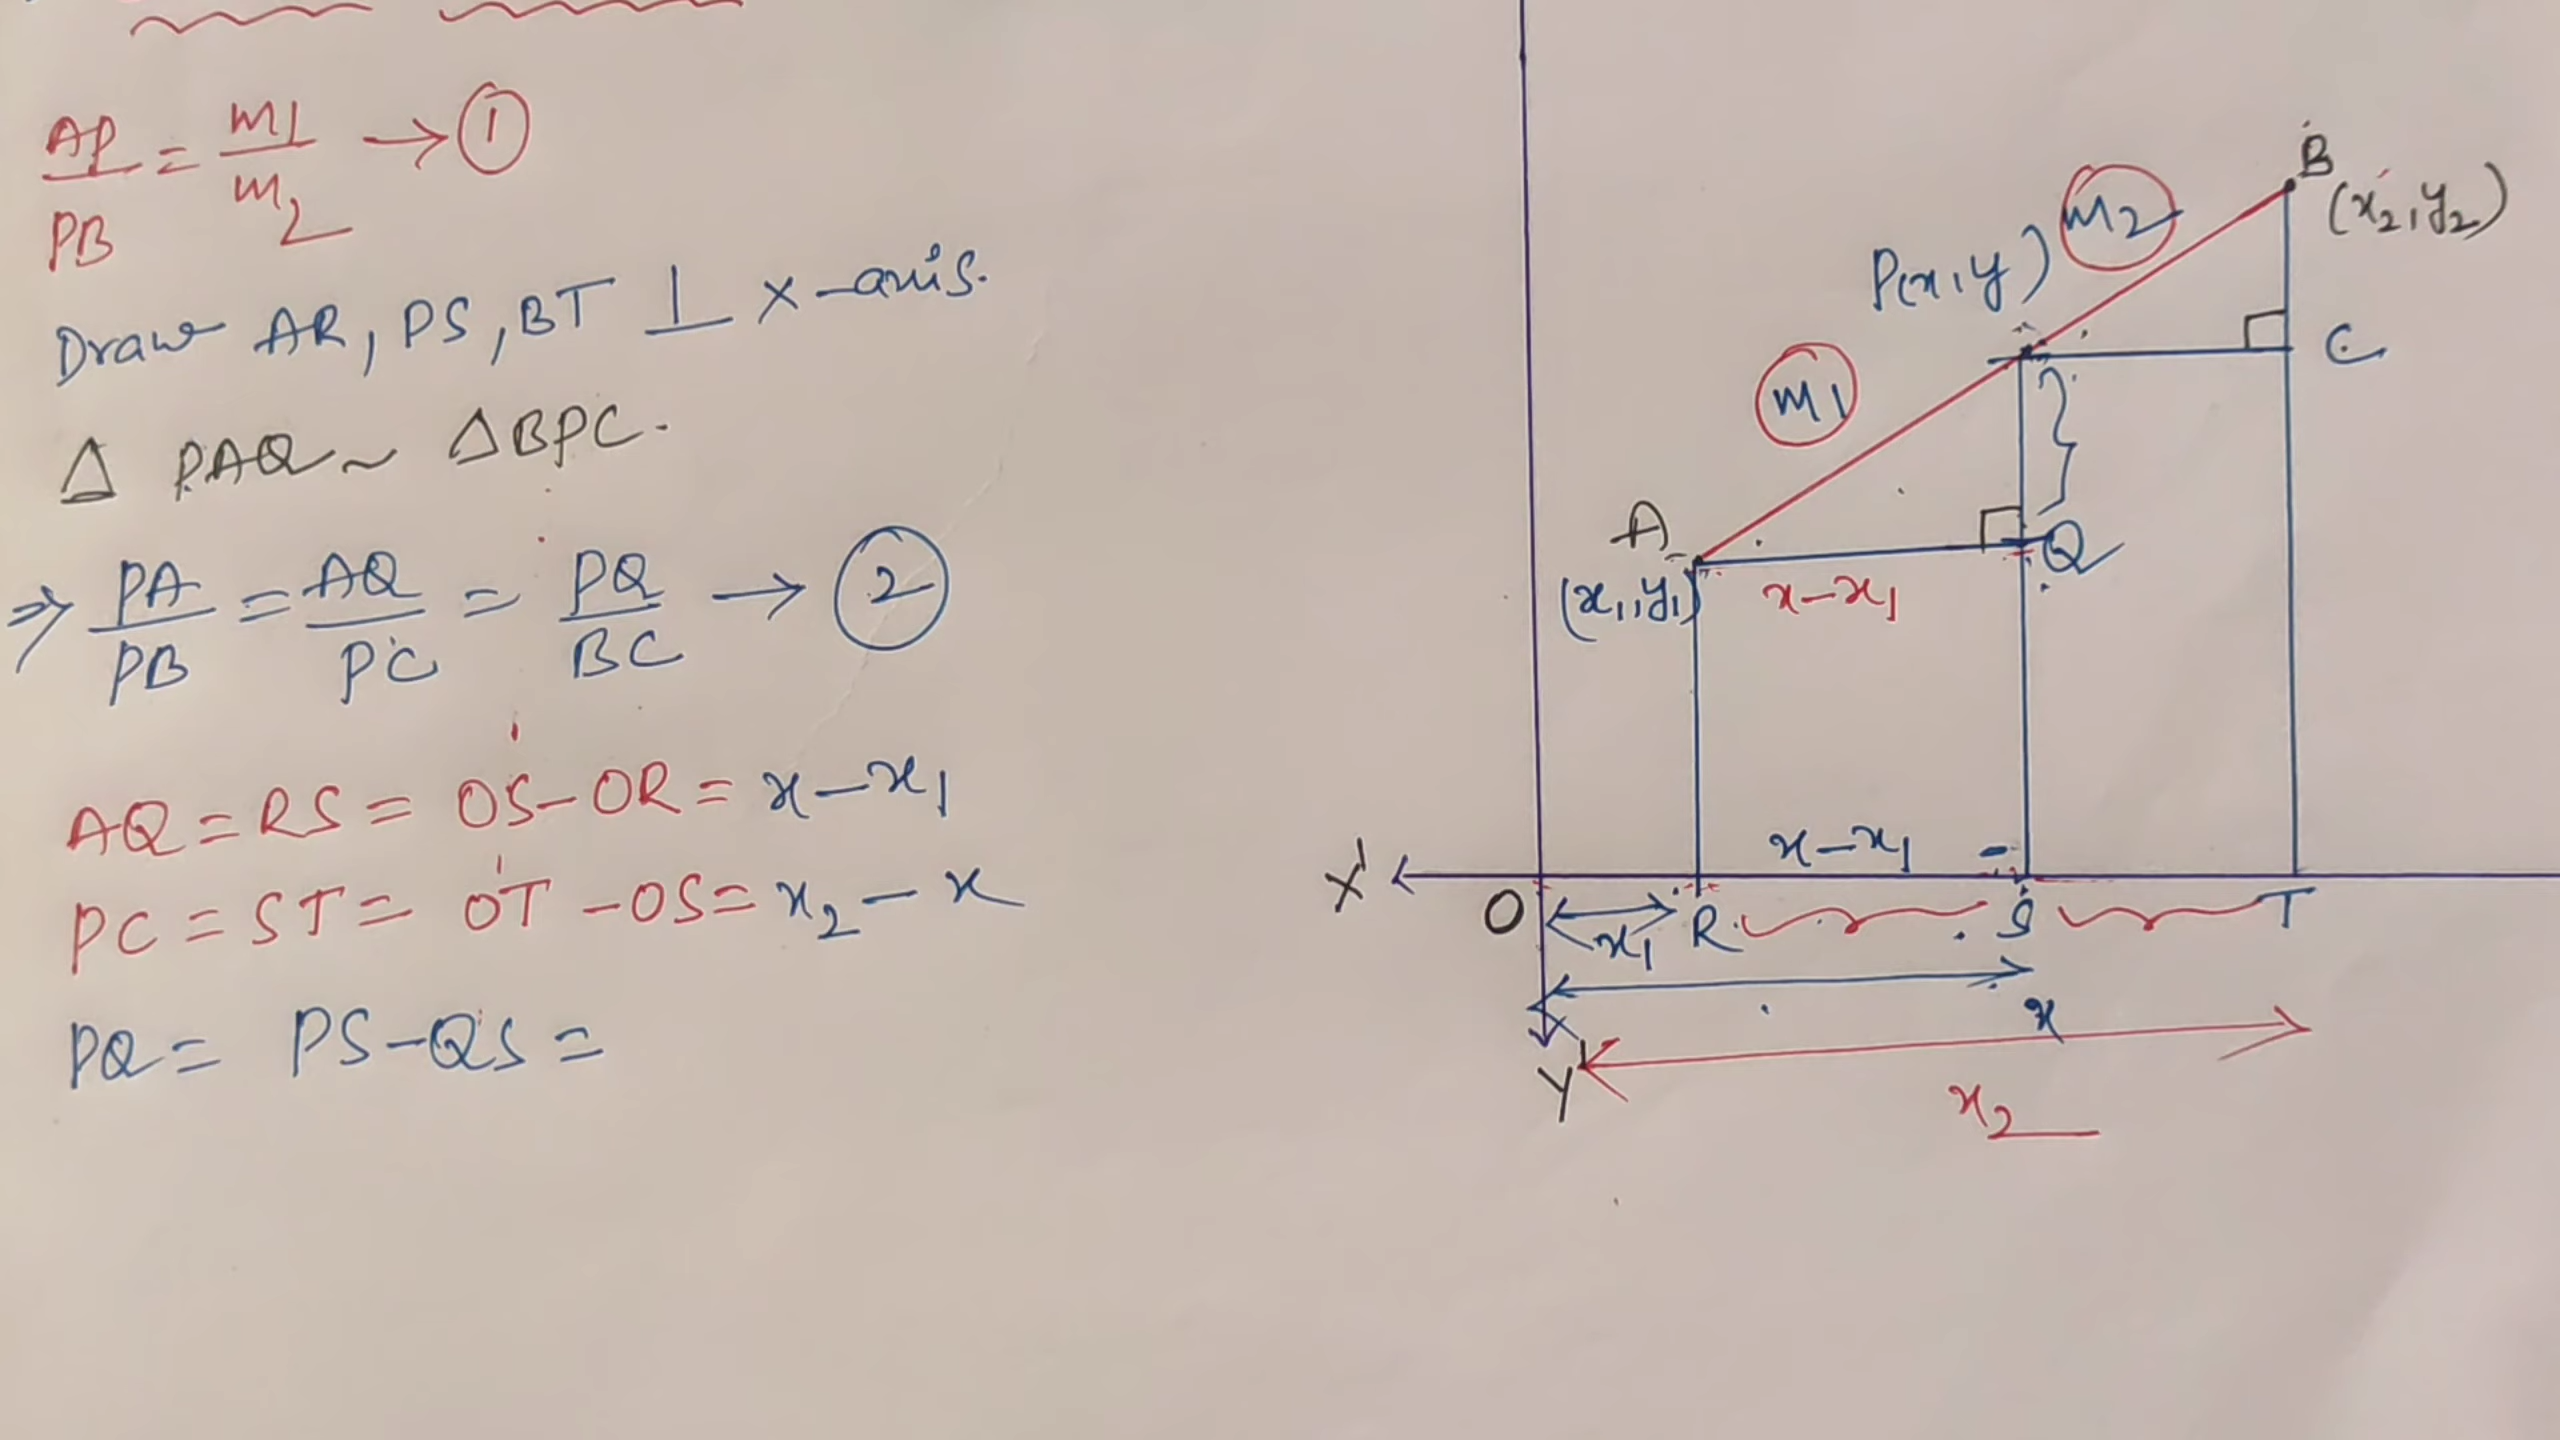 AP/PB = m1/m2 → ①
Draw AR, PS, BT ⊥ x-axis.
Δ PAQ ~ ΔBPC.
⇒ PA/PB = AQ/PC = PQ/BC → ②
AQ = RS = OS-OR = x-x1
PC = ST = OT -OS = x2 - x
PQ = PS-QS =
B
(x2,y2)
m2
P(x,y)
C
m1
A
Q
(x1,y1)
x-x1
x-x1
X'
O
R
S
T
x1
x
Y'
x2